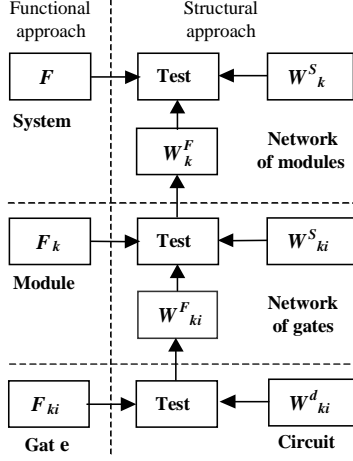 Functional
approach
Structural
approach
F
Test
W^S_k
System
W^F_k
Network
of modules
F_k
Test
W^S_ki
Module
W^F_ki
Network
of gates
F_ki
Test
W^d_ki
Gat e
Circuit